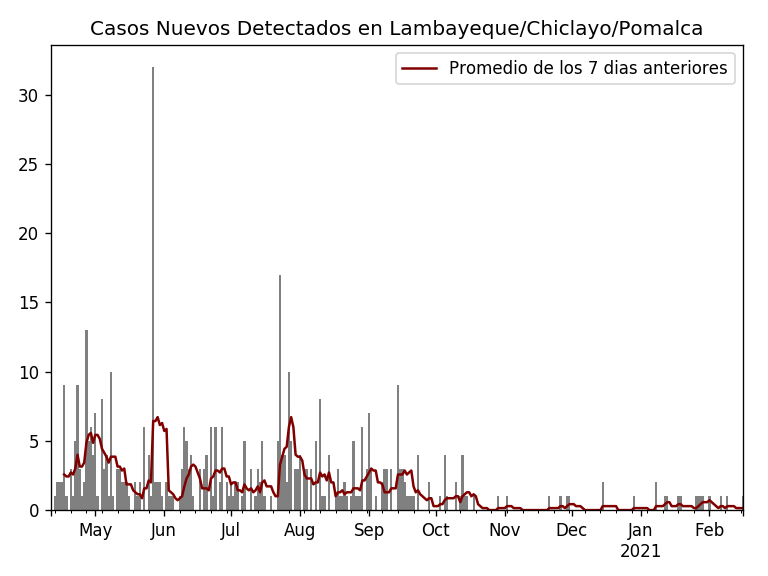 Casos Nuevos Detectados en Lambayeque/Chiclayo/Pomalca
Promedio de los 7 dias anteriores
30
25
20
15
10
5
0
May Jun Jul Aug Sep Oct Nov Dec Jan Feb
2021